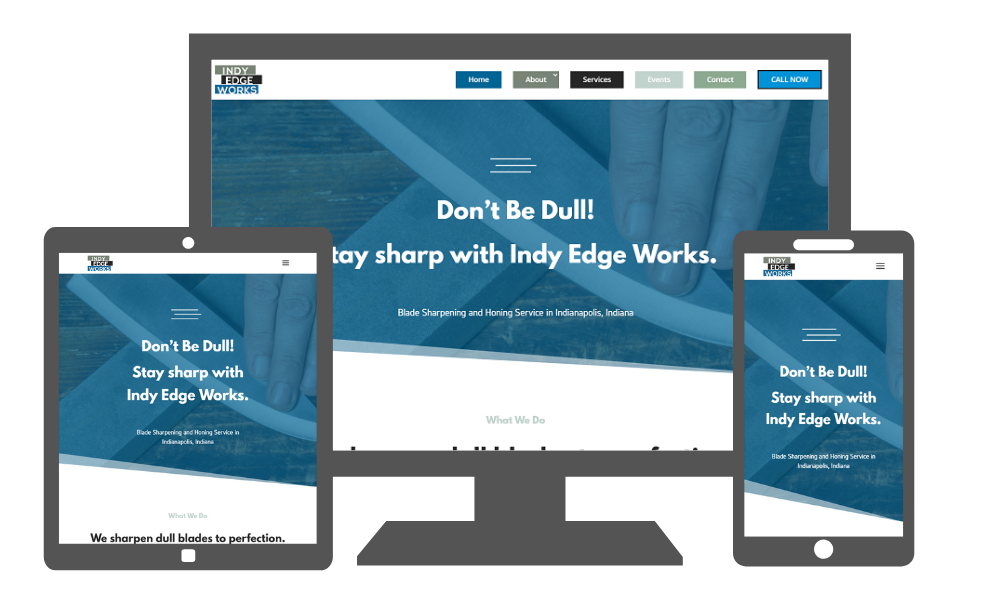 INDY
EDGE
WORKS
Home
About
Services
Events
Contact
CALL NOW
Don't Be Dull!
tay sharp with Indy Edge Works.
Blade Sharpening and Honing Service in Indianapolis, Indiana
What We Do
INDY
EDGE
WORKS
Don't Be Dull!
Stay sharp with
Indy Edge Works.
Blade Sharpening and Honing Service in
Indianapolis, Indiana
What We Do
We sharpen dull blades to perfection.
INDY
EDGE
WORKS
Don't Be Dull!
Stay sharp with
Indy Edge Works.
Blade Sharpening and Honing Service in
Indianapolis, Indiana